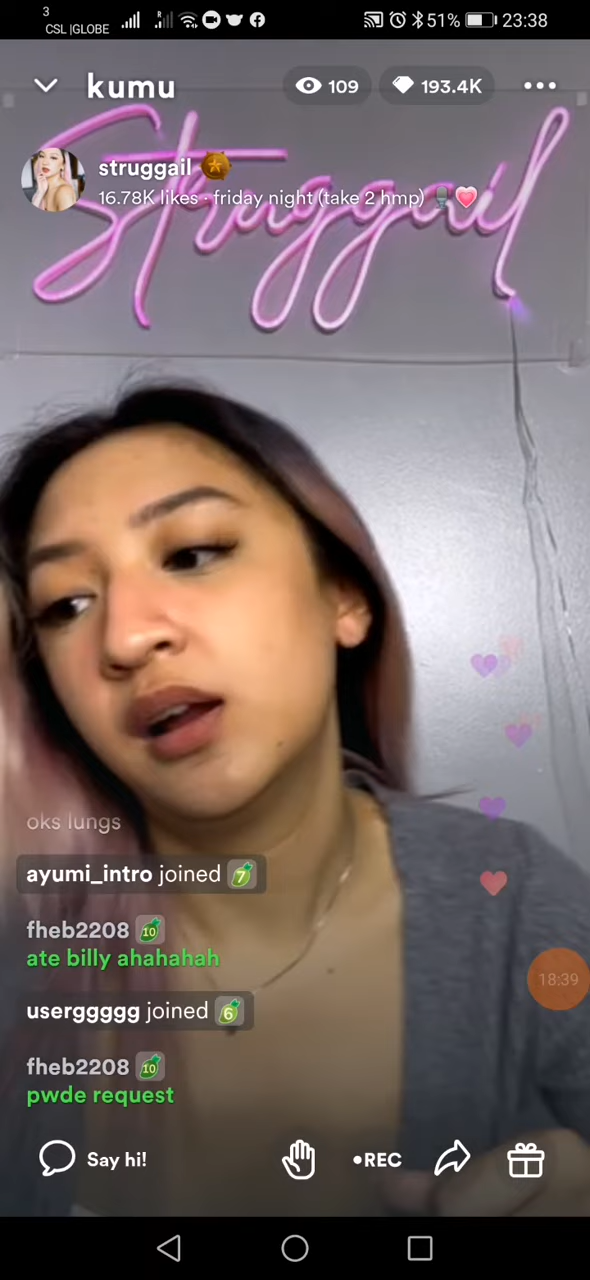 3
CSL |GLOBE
R
51%
23:38
kumu
109
193.4K
Struggail
struggail
16.78K likes · friday night (take 2 hmp)
oks lungs
ayumi_intro joined 7
fheb2208 10
ate billy ahahahah
userggggg joined 6
fheb2208 10
pwde request
18:39
Say hi!
•REC